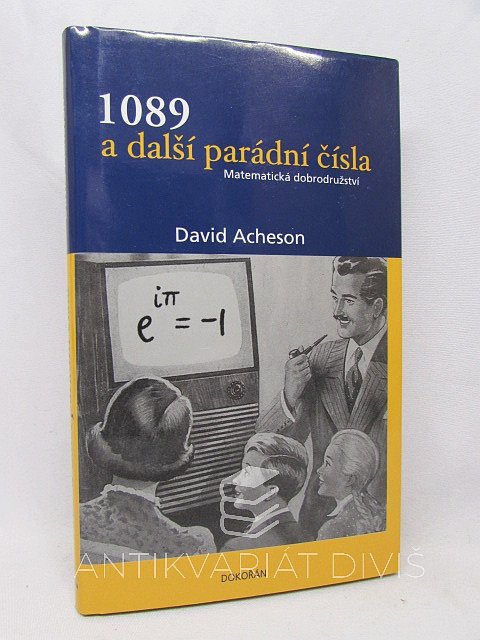 1089
a další parádní čísla
Matematická dobrodružství
David Acheson
e^{iπ} = -1
ANTIKVARIÁT DIVIŠ
DOKOŘÁN